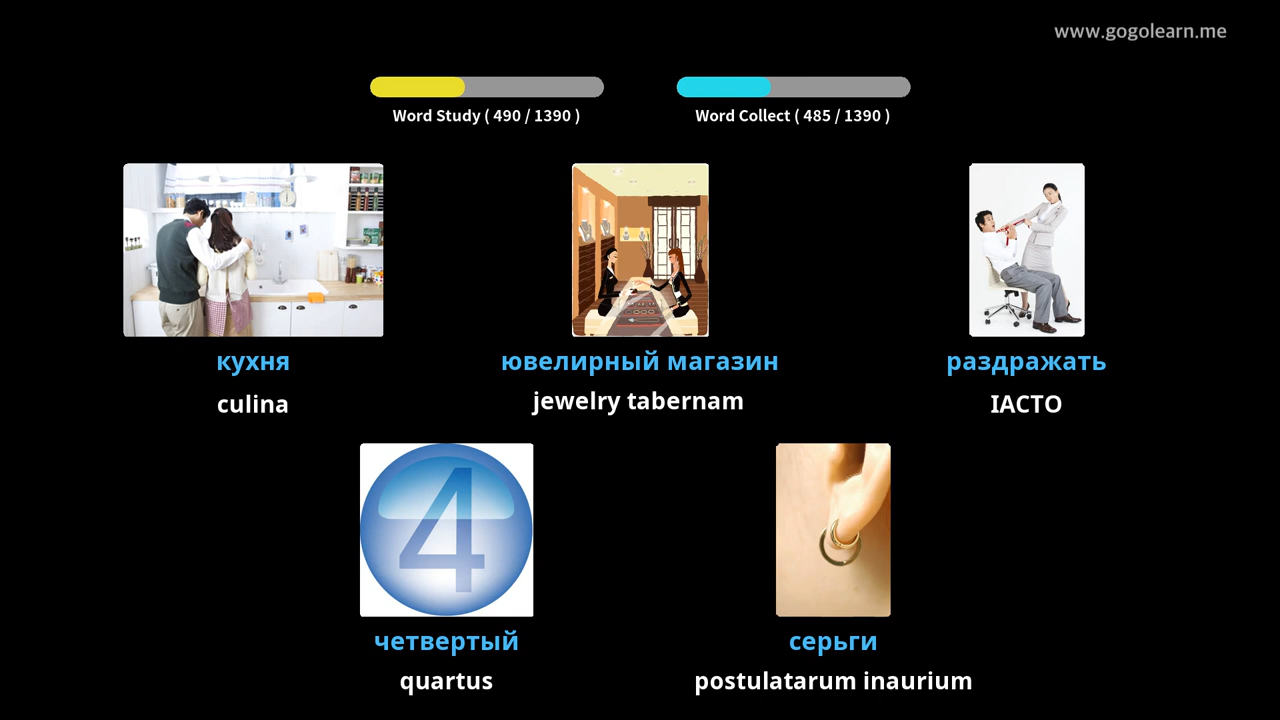 www.gogolearn.me
Word Study ( 490 / 1390 )
Word Collect ( 485 / 1390 )
кухня
culina
ювелирный магазин
jewelry tabernam
раздражать
IACTO
4
четвертый
quartus
серьги
postulatarum inaurium